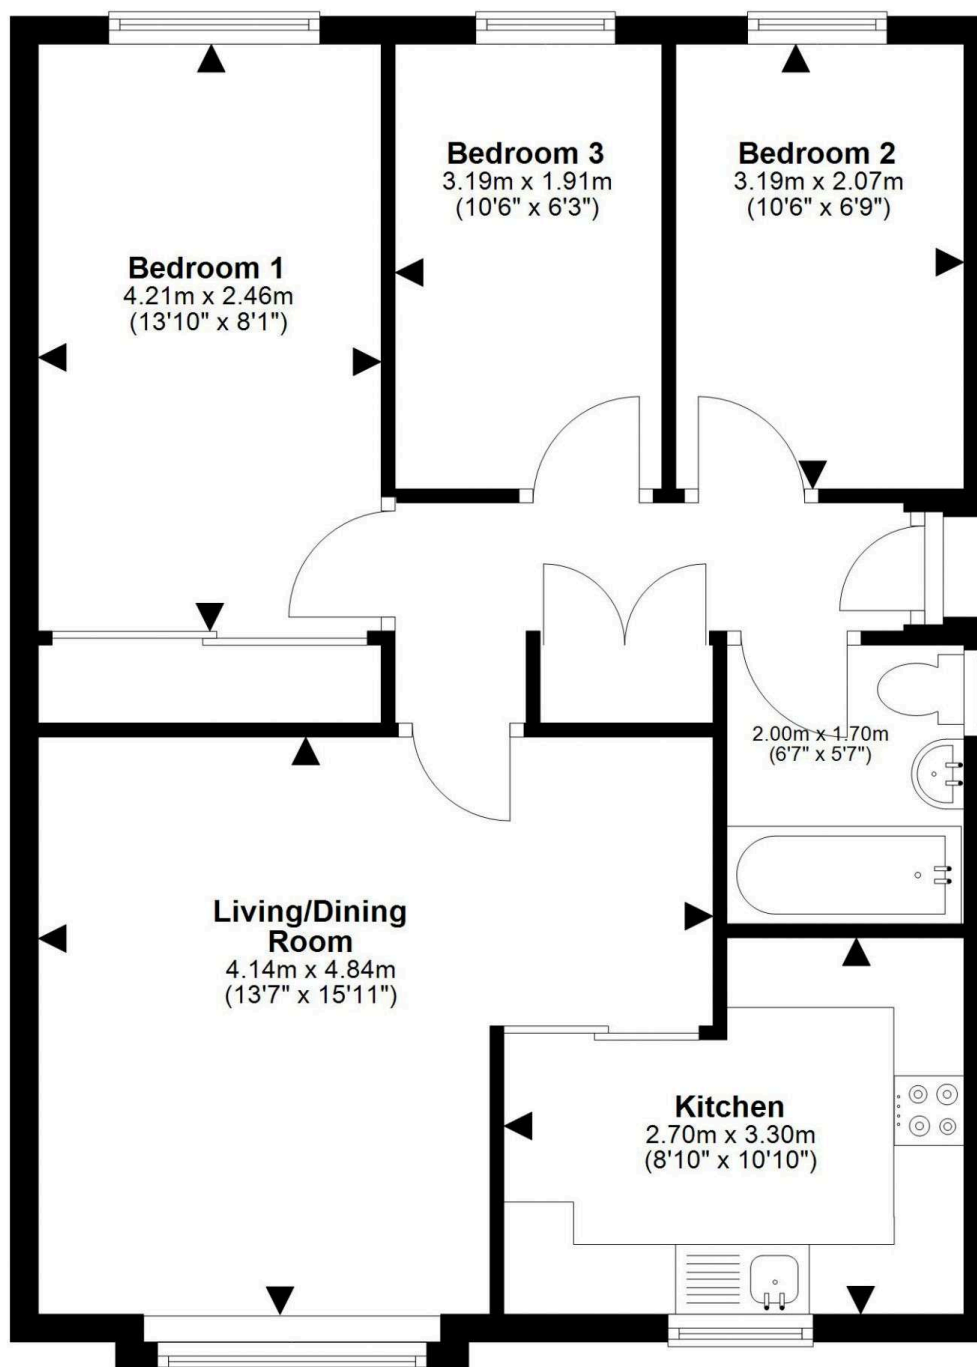 Bedroom 3
3.19m x 1.91m
(10'6" x 6'3")
Bedroom 2
3.19m x 2.07m
(10'6" x 6'9")
Bedroom 1
4.21m x 2.46m
(13'10" x 8'1")
2.00m x 1.70m
(6'7" x 5'7")
Living/Dining
Room
4.14m x 4.84m
(13'7" x 15'11")
Kitchen
2.70m x 3.30m
(8'10" x 10'10")